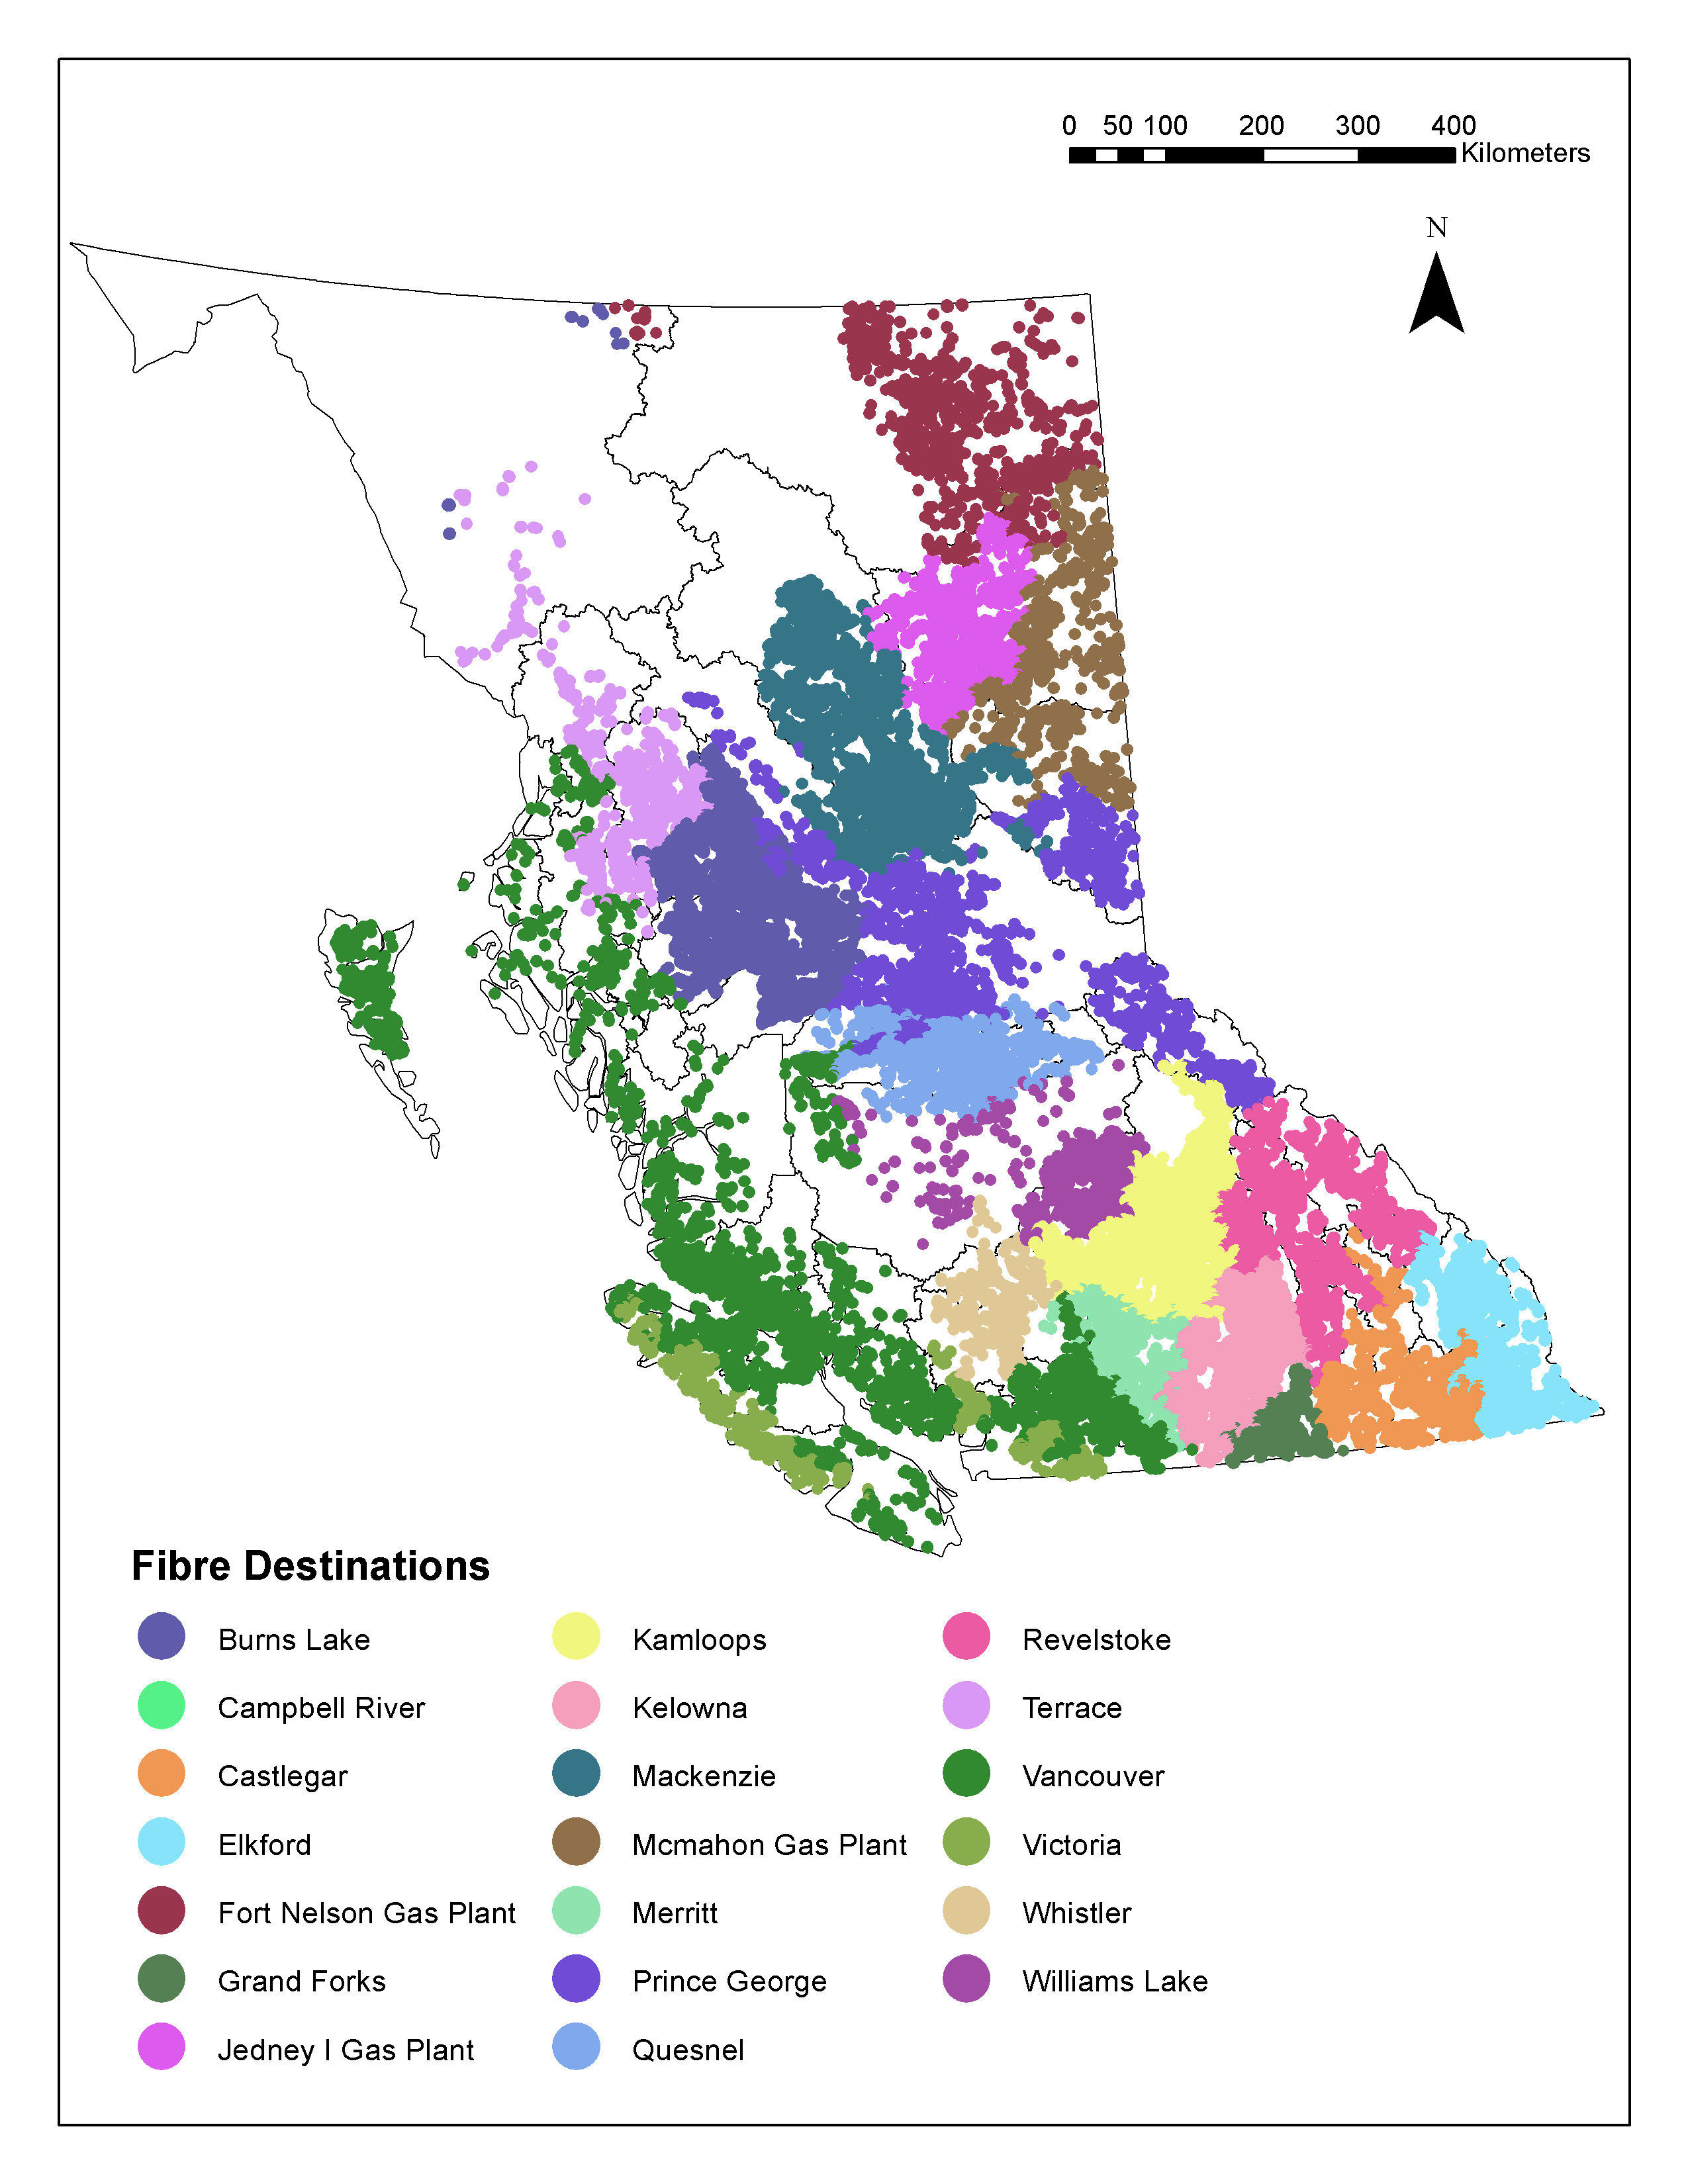 0 50 100 200 300 400
Kilometers
N
Fibre Destinations
Burns Lake
Campbell River
Castlegar
Elkford
Fort Nelson Gas Plant
Grand Forks
Jedney I Gas Plant
Kamloops
Kelowna
Mackenzie
Mcmahon Gas Plant
Merritt
Prince George
Quesnel
Revelstoke
Terrace
Vancouver
Victoria
Whistler
Williams Lake